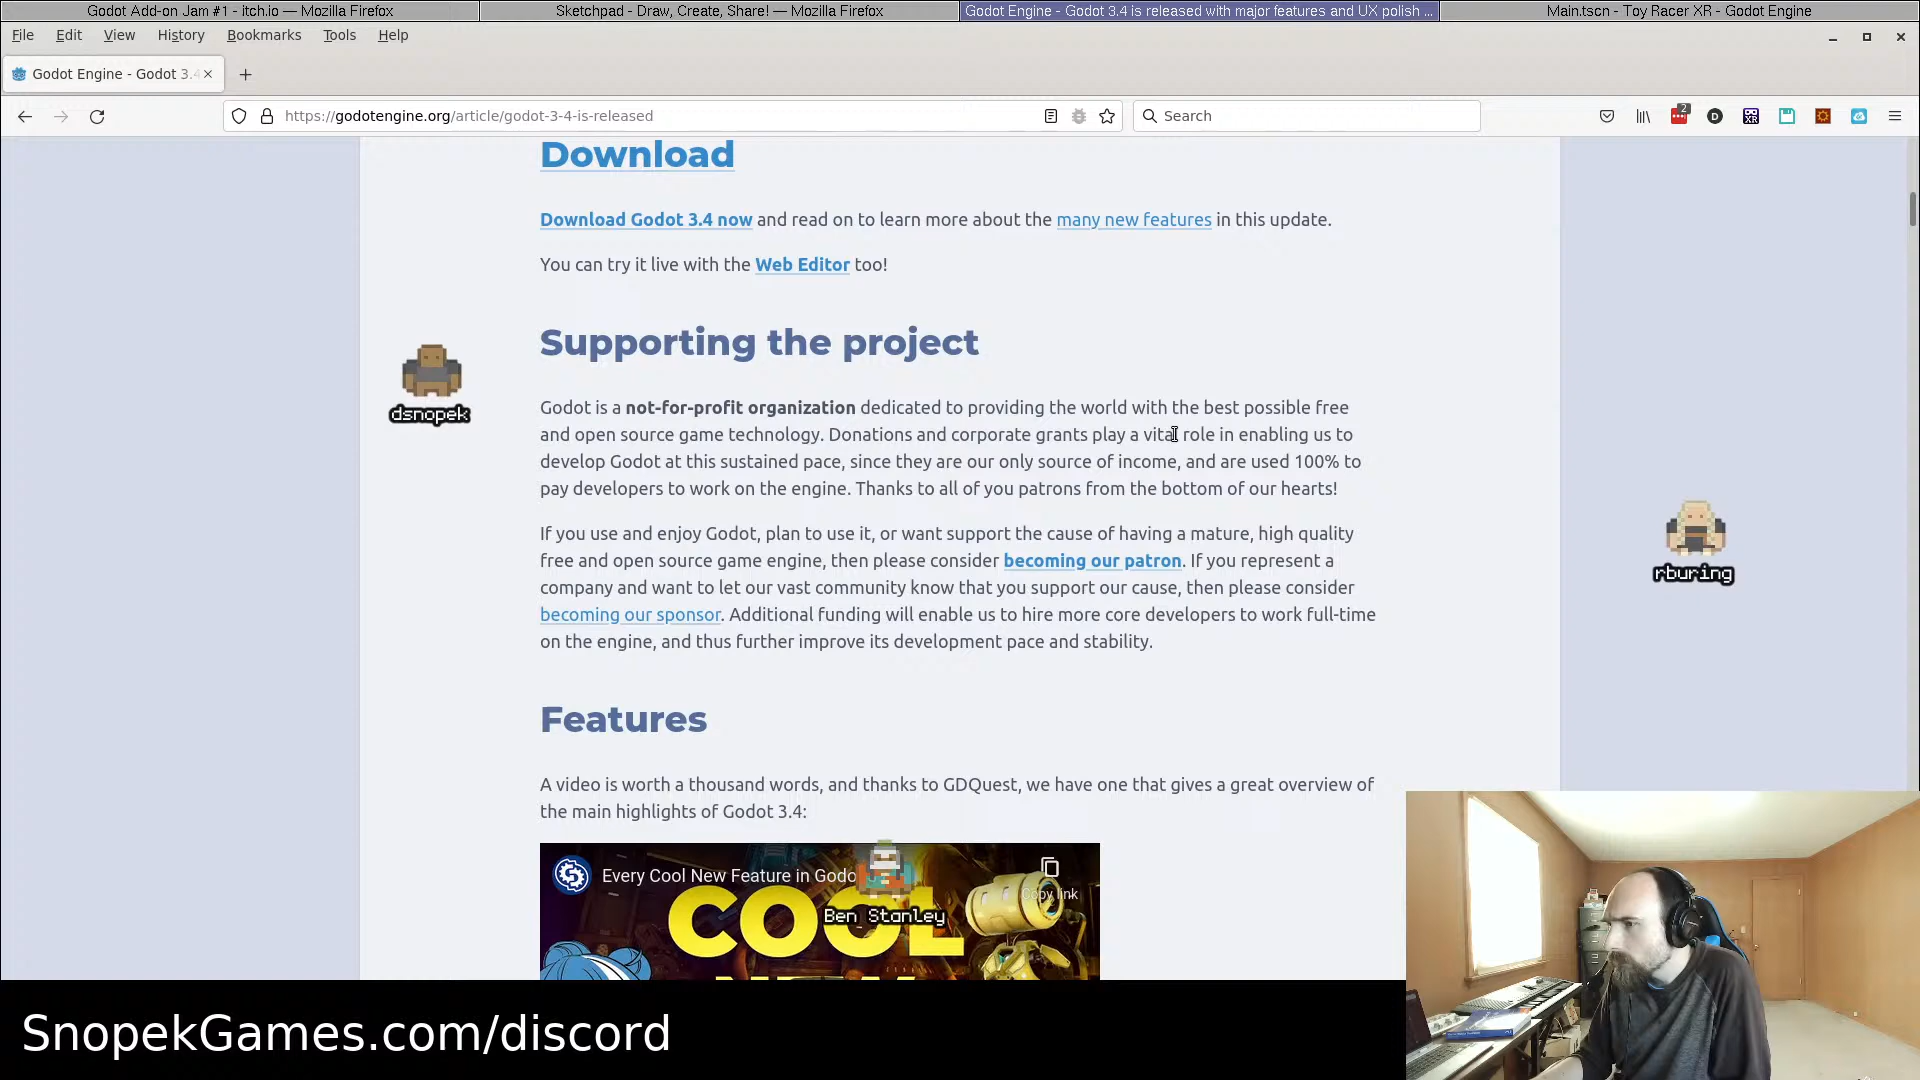 Godot Add-on Jam #1 - itch.io — Mozilla Firefox
Sketchpad - Draw, Create, Share! — Mozilla Firefox
Godot Engine - Godot 3.4 is released with major features and UX polish ...
Main.tscn - Toy Racer XR - Godot Engine
File Edit View History Bookmarks Tools Help
Godot Engine - Godot 3.4
https://godotengine.org/article/godot-3-4-is-released
Search
2
Download
Download Godot 3.4 now and read on to learn more about the many new features in this update.
You can try it live with the Web Editor too!
Supporting the project
dsnopek
Godot is a not-for-profit organization dedicated to providing the world with the best possible free
and open source game technology. Donations and corporate grants play a vital role in enabling us to
develop Godot at this sustained pace, since they are our only source of income, and are used 100% to
pay developers to work on the engine. Thanks to all of you patrons from the bottom of our hearts!
If you use and enjoy Godot, plan to use it, or want support the cause of having a mature, high quality
free and open source game engine, then please consider becoming our patron. If you represent a
company and want to let our vast community know that you support our cause, then please consider
becoming our sponsor. Additional funding will enable us to hire more core developers to work full-time
on the engine, and thus further improve its development pace and stability.
rburing
Features
A video is worth a thousand words, and thanks to GDQuest, we have one that gives a great overview of
the main highlights of Godot 3.4:
Every Cool New Feature in Godo
Copy link
COOL
Ben Stanley
SnopekGames.com/discord